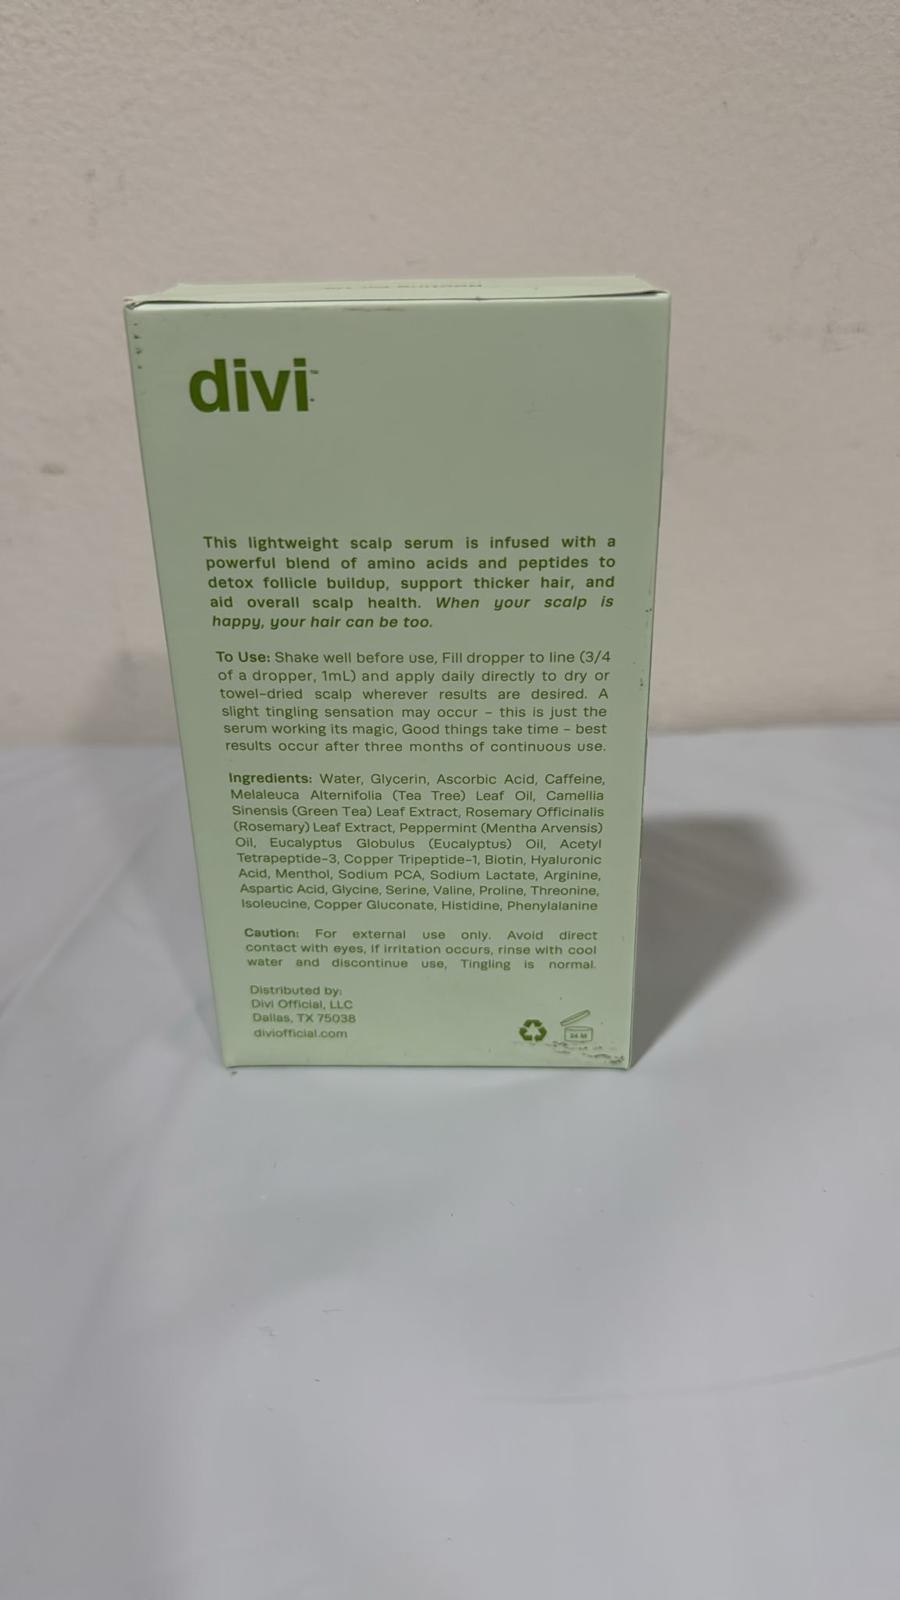 divi™
This lightweight scalp serum is infused with a
powerful blend of amino acids and peptides to
detox follicle buildup, support thicker hair, and
aid overall scalp health. When your scalp is
happy, your hair can be too.
To Use: Shake well before use, Fill dropper to line (3/4
of a dropper, 1mL) and apply daily directly to dry or
towel-dried scalp wherever results are desired. A
slight tingling sensation may occur – this is just the
serum working its magic, Good things take time – best
results occur after three months of continuous use.
Ingredients: Water, Glycerin, Ascorbic Acid, Caffeine,
Melaleuca Alternifolia (Tea Tree) Leaf Oil, Camellia
Sinensis (Green Tea) Leaf Extract, Rosemary Officinalis
(Rosemary) Leaf Extract, Peppermint (Mentha Arvensis)
Oil, Eucalyptus Globulus (Eucalyptus) Oil, Acetyl
Tetrapeptide-3, Copper Tripeptide-1, Biotin, Hyaluronic
Acid, Menthol, Sodium PCA, Sodium Lactate, Arginine,
Aspartic Acid, Glycine, Serine, Valine, Proline, Threonine,
Isoleucine, Copper Gluconate, Histidine, Phenylalanine
Caution: For external use only. Avoid direct
contact with eyes, if irritation occurs, rinse with cool
water and discontinue use, Tingling is normal.
Distributed by:
Divi Official, LLC
Dallas, TX 75038
diviofficial.com
24 M